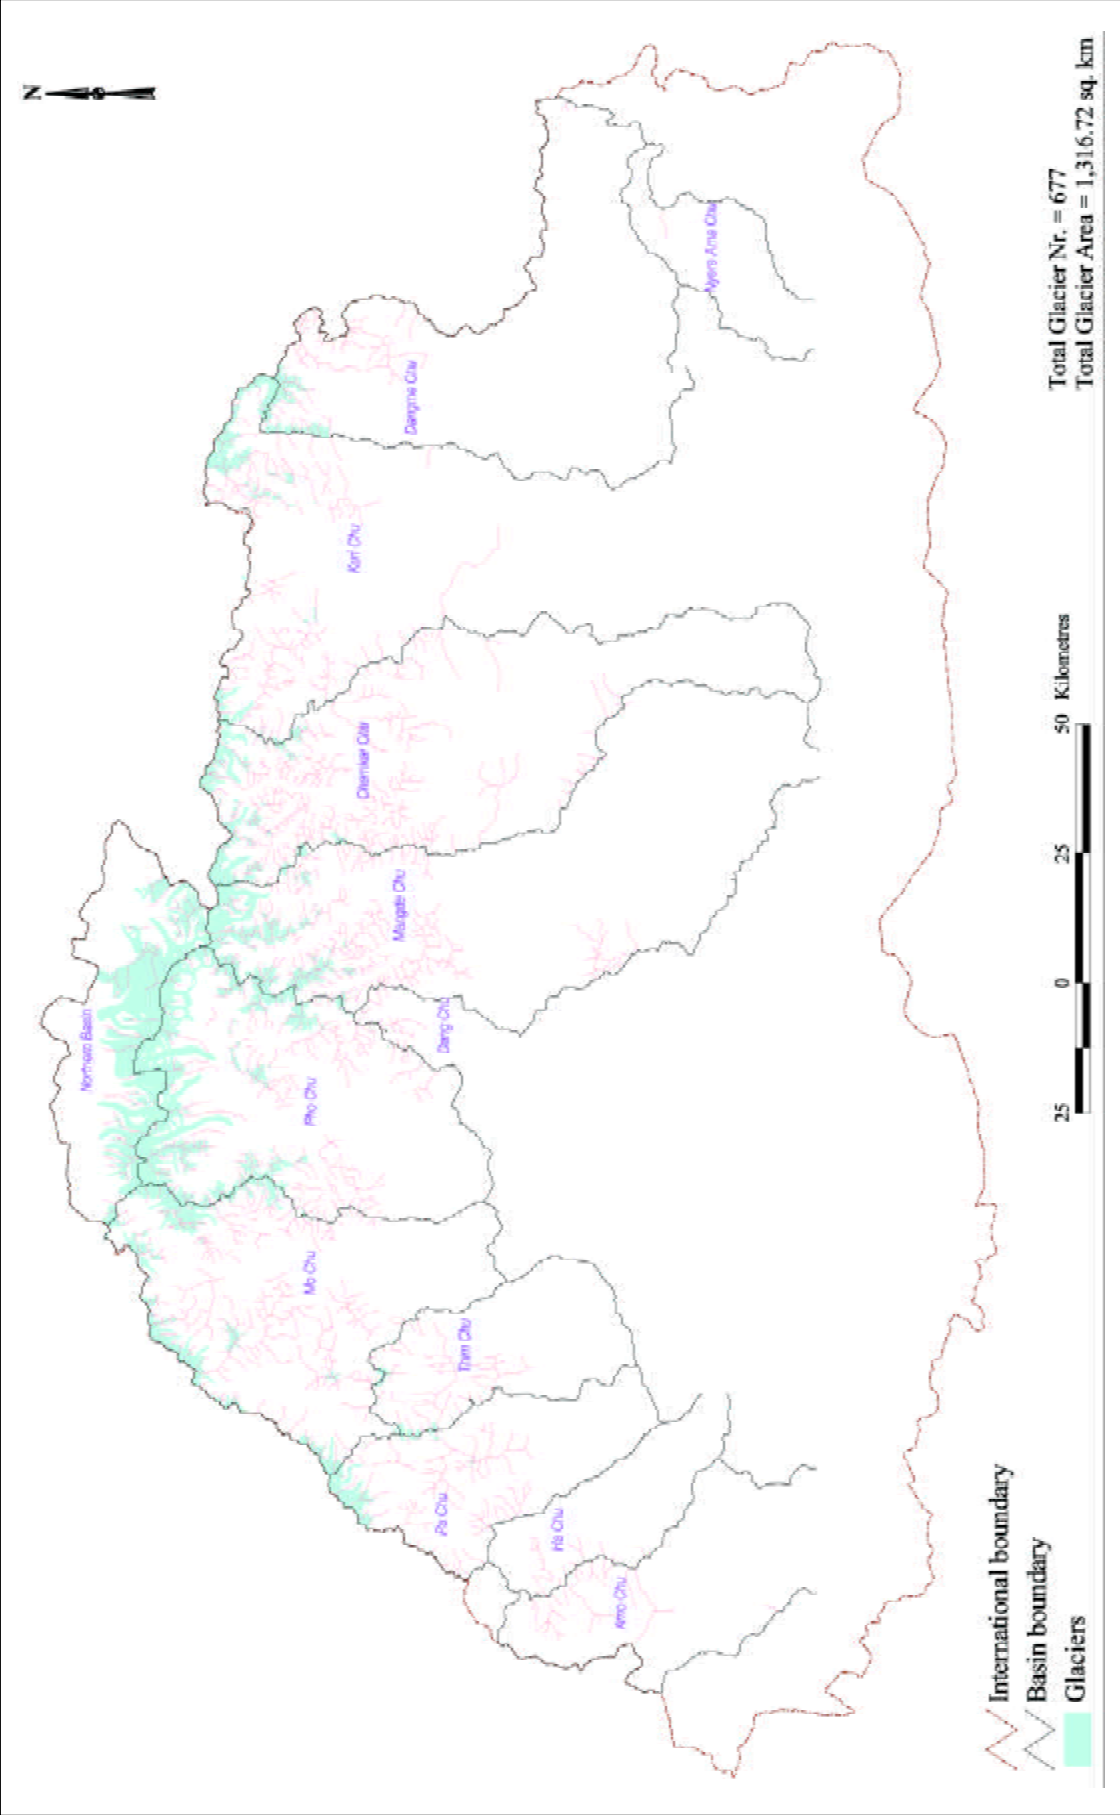 N
Northern Basin
Pho Chu
Mo Chu
Mangde Chu
Dang Chu
Chamkar Chu
Kuri Chu
Dangme Chu
Nyera Ama Chu
Thim Chu
Pa Chu
Ha Chu
Amo Chu
25 0 25 50 Kilometres
International boundary
Basin boundary
Glaciers
Total Glacier Nr. = 677
Total Glacier Area = 1,316.72 sq. km